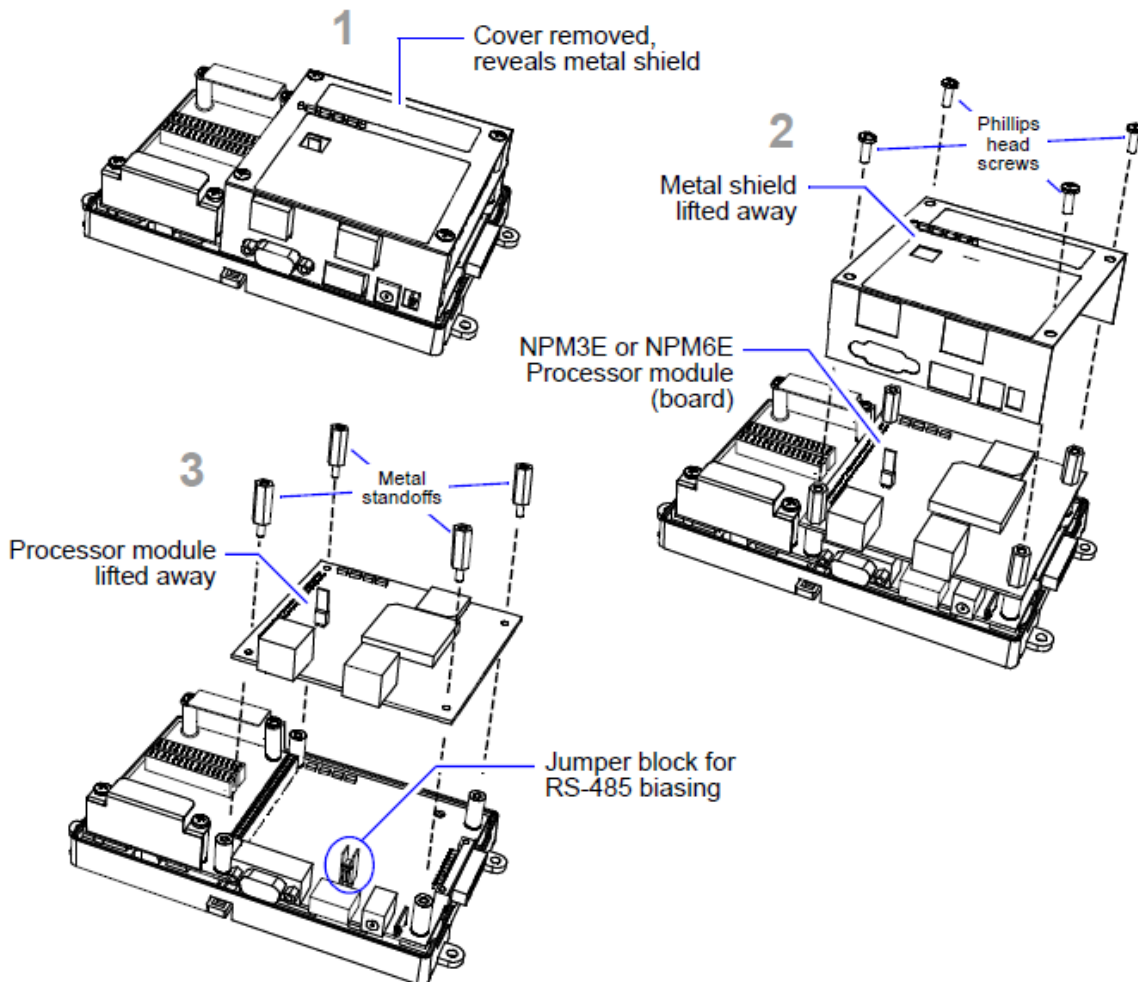 1
Cover removed,
reveals metal shield
2
Phillips
head
screws
Metal shield
lifted away
NPM3E or NPM6E
Processor module
(board)
3
Metal
standoffs
Processor module
lifted away
Jumper block for
RS-485 biasing